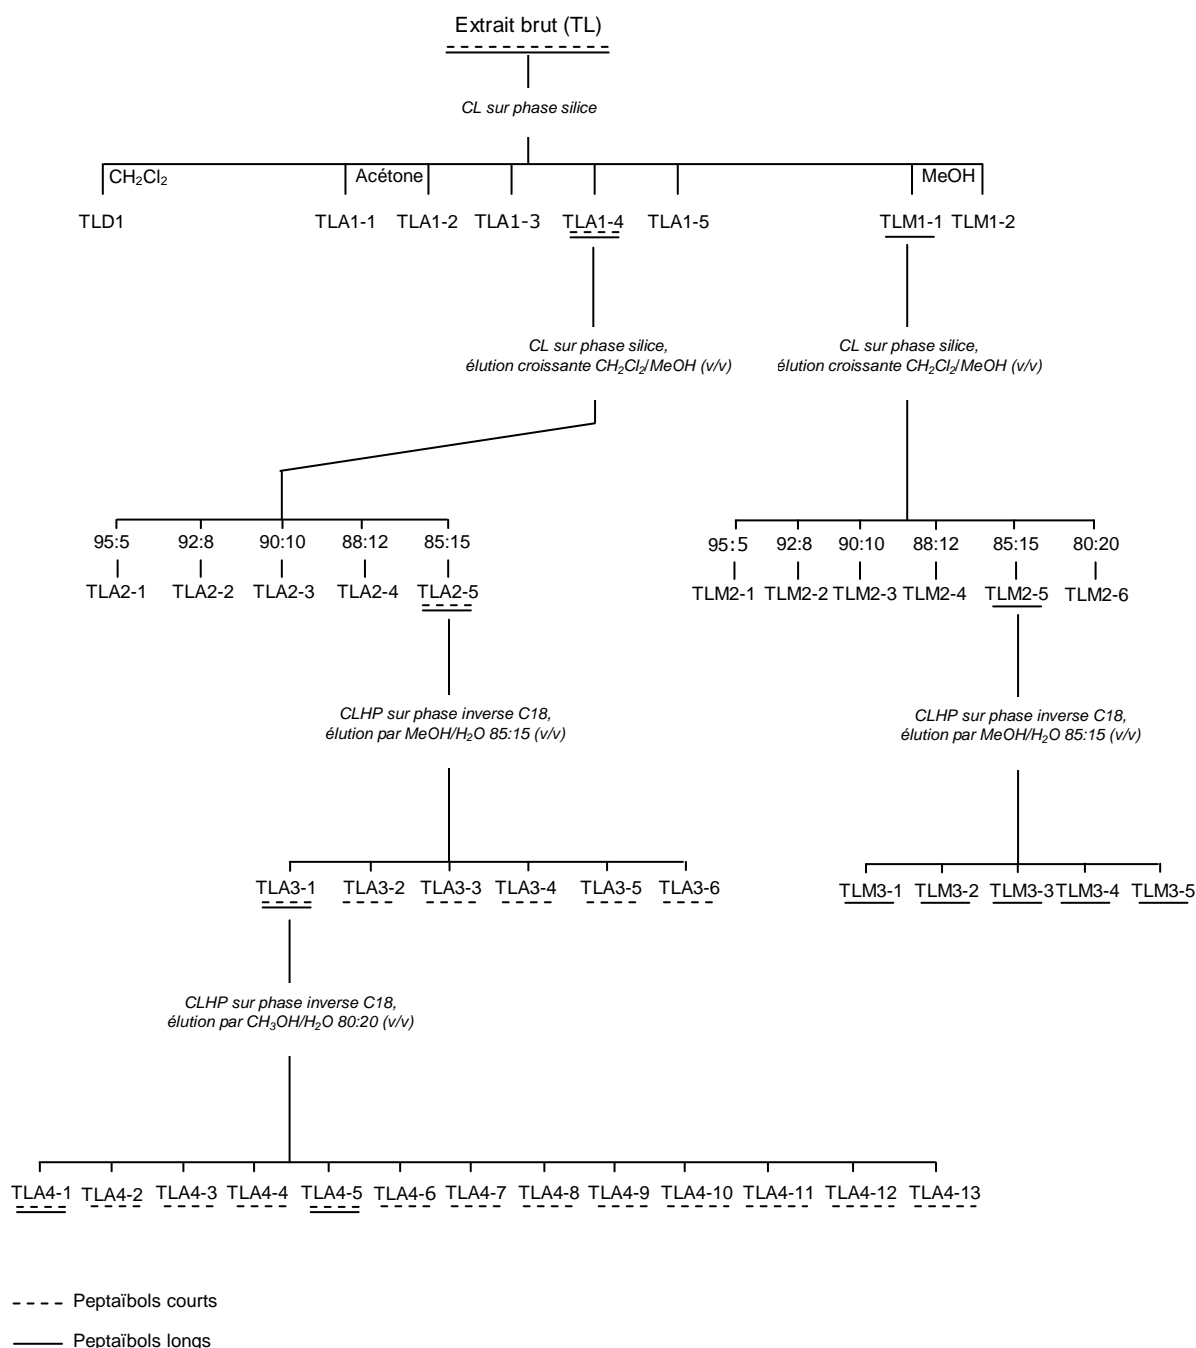 Extrait brut (TL)
CL sur phase silice
CH₂Cl₂ Acétone MeOH
TLD1 TLA1-1 TLA1-2 TLA1-3 TLA1-4 TLA1-5 TLM1-1 TLM1-2
CL sur phase silice,
élution croissante CH₂Cl₂/MeOH (v/v)
CL sur phase silice,
élution croissante CH₂Cl₂/MeOH (v/v)
95:5 92:8 90:10 88:12 85:15
TLA2-1 TLA2-2 TLA2-3 TLA2-4 TLA2-5
95:5 92:8 90:10 88:12 85:15 80:20
TLM2-1 TLM2-2 TLM2-3 TLM2-4 TLM2-5 TLM2-6
CLHP sur phase inverse C18,
élution par MeOH/H₂O 85:15 (v/v)
CLHP sur phase inverse C18,
élution par MeOH/H₂O 85:15 (v/v)
TLA3-1 TLA3-2 TLA3-3 TLA3-4 TLA3-5 TLA3-6
TLM3-1 TLM3-2 TLM3-3 TLM3-4 TLM3-5
CLHP sur phase inverse C18,
élution par CH₃OH/H₂O 80:20 (v/v)
TLA4-1 TLA4-2 TLA4-3 TLA4-4 TLA4-5 TLA4-6 TLA4-7 TLA4-8 TLA4-9 TLA4-10 TLA4-11 TLA4-12 TLA4-13
Peptaïbols courts
Peptaïbols longs